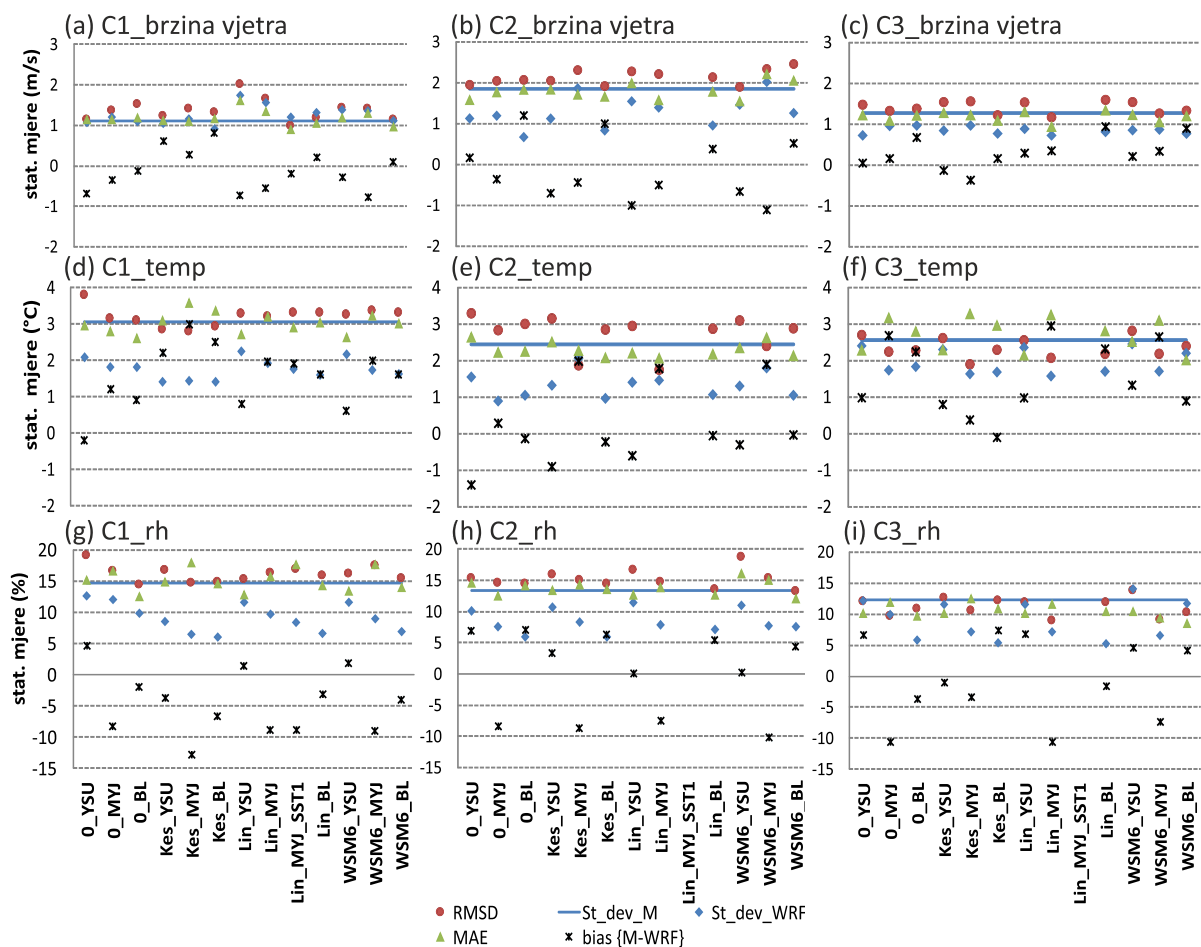 (a) C1_brzina vjetra
(b) C2_brzina vjetra
(c) C3_brzina vjetra
stat. mjere (m/s)
3
2
1
0
-1
-2
3
2
1
0
-1
-2
3
2
1
0
-1
-2
(d) C1_temp
(e) C2_temp
(f) C3_temp
stat. mjere (°C)
4
3
2
1
0
-1
-2
4
3
2
1
0
-1
-2
4
3
2
1
0
-1
-2
(g) C1_rh
(h) C2_rh
(i) C3_rh
stat. mjere (%)
20
15
10
5
0
-5
-10
-15
20
15
10
5
0
-5
-10
-15
20
15
10
5
0
-5
-10
-15
0_YSU
0_MYJ
0_BL
Kes_YSU
Kes_MYJ
Kes_BL
Lin_YSU
Lin_MYJ
Lin_MYJ_SST1
Lin_BL
WSM6_YSU
WSM6_MYJ
WSM6_BL
0_YSU
0_MYJ
0_BL
Kes_YSU
Kes_MYJ
Kes_BL
Lin_YSU
Lin_MYJ
Lin_MYJ_SST1
Lin_BL
WSM6_YSU
WSM6_MYJ
WSM6_BL
0_YSU
0_MYJ
0_BL
Kes_YSU
Kes_MYJ
Kes_BL
Lin_YSU
Lin_MYJ
Lin_MYJ_SST1
Lin_BL
WSM6_YSU
WSM6_MYJ
WSM6_BL
RMSD St_dev_M St_dev_WRF
MAE bias {M-WRF}